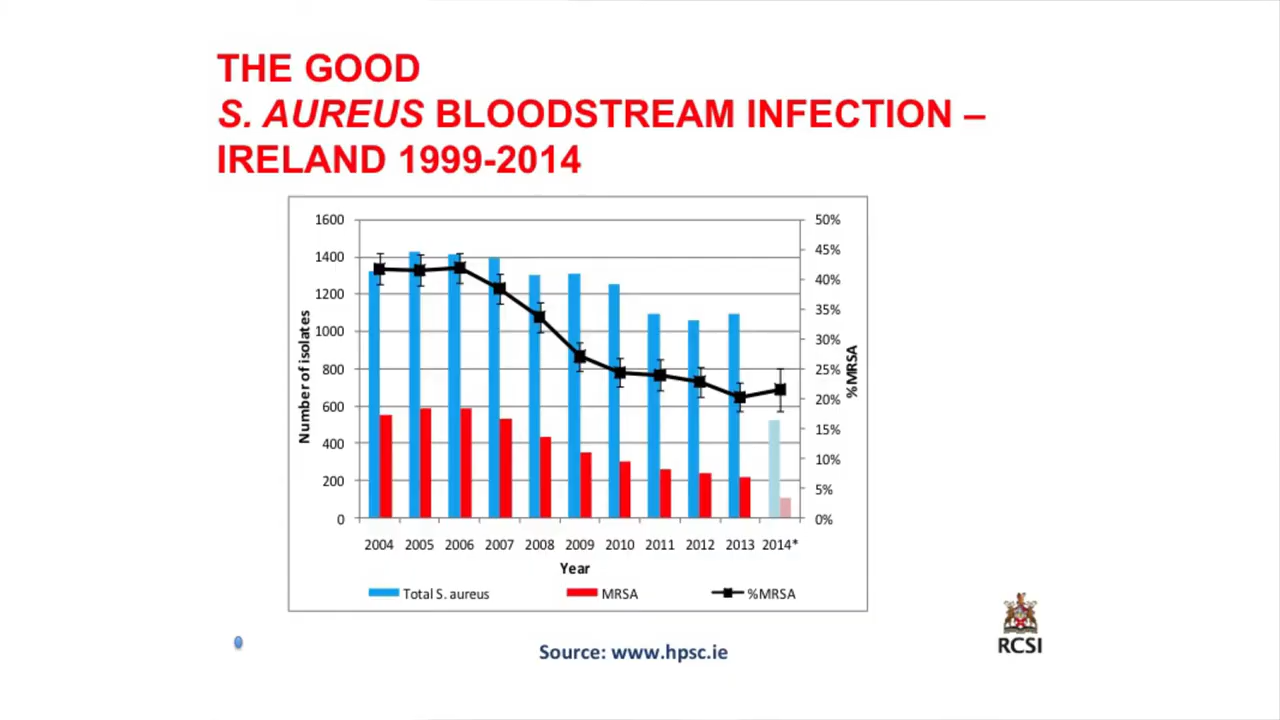 THE GOOD
S. AUREUS BLOODSTREAM INFECTION –
IRELAND 1999-2014
1600
1400
1200
1000
800
600
400
200
0
Number of isolates
50%
45%
40%
35%
30%
25%
20%
15%
10%
5%
0%
%MRSA
2004 2005 2006 2007 2008 2009 2010 2011 2012 2013 2014*
Year
Total S. aureus MRSA %MRSA
Source: www.hpsc.ie
RCSI